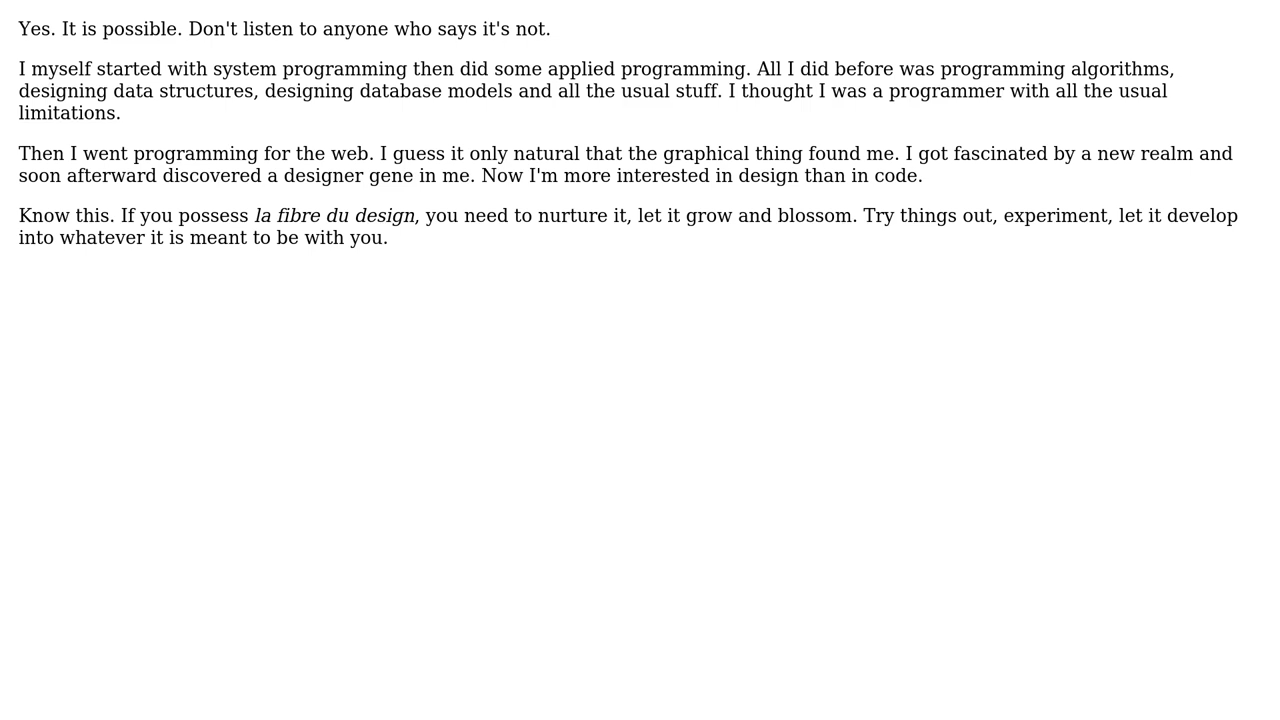 Yes. It is possible. Don't listen to anyone who says it's not.
I myself started with system programming then did some applied programming. All I did before was programming algorithms,
designing data structures, designing database models and all the usual stuff. I thought I was a programmer with all the usual
limitations.
Then I went programming for the web. I guess it only natural that the graphical thing found me. I got fascinated by a new realm and
soon afterward discovered a designer gene in me. Now I'm more interested in design than in code.
Know this. If you possess la fibre du design, you need to nurture it, let it grow and blossom. Try things out, experiment, let it develop
into whatever it is meant to be with you.